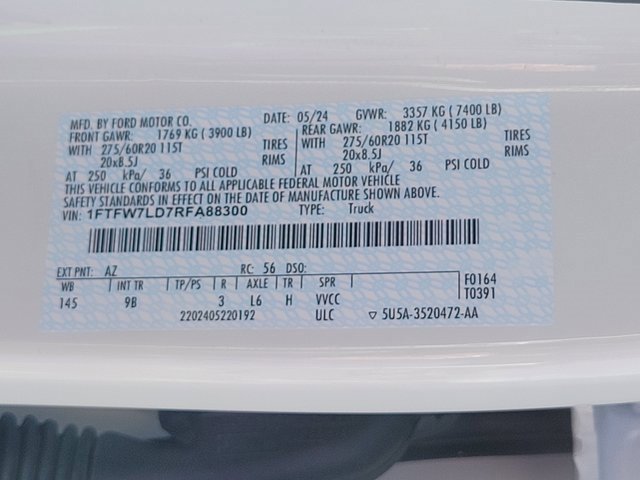 MFD. BY FORD MOTOR CO. DATE: 05/24 GVWR: 3357 KG ( 7400 LB)
FRONT GAWR: 1769 KG ( 3900 LB) REAR GAWR: 1882 KG ( 4150 LB)
WITH 275/60R20 115T TIRES WITH 275/60R20 115T TIRES
20x8.5J RIMS 20x8.5J RIMS
AT 250 kPa/ 36 PSI COLD AT 250 kPa/ 36 PSI COLD
THIS VEHICLE CONFORMS TO ALL APPLICABLE FEDERAL MOTOR VEHICLE
SAFETY STANDARDS IN EFFECT ON THE DATE OF MANUFACTURE SHOWN ABOVE.
VIN: 1FTFW7LD7RFA88300 TYPE: Truck
EXT PNT: AZ RC: 56 DSO:
WB INT TR TP/PS R AXLE TR SPR F0164
145 9B 3 L6 H VVCC T0391
2202405220192 ULC ▽ 5U5A-3520472-AA